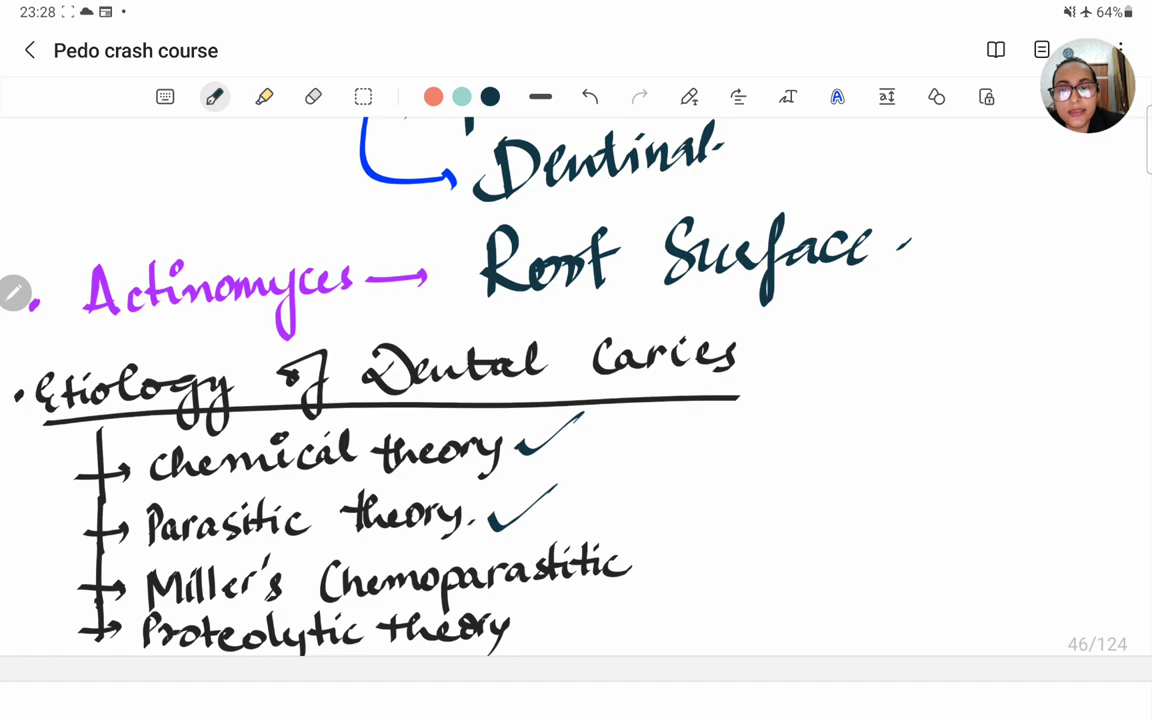 23:28
64%
Pedo crash course
Dentinal.
Root Surface.
. Actinomyces →
. Etiology of Dental Caries
→ Chemical theory ✓
→ Parasitic theory. ✓
→ Miller's Chemoparastitic
→ Proteolytic theory
46/124